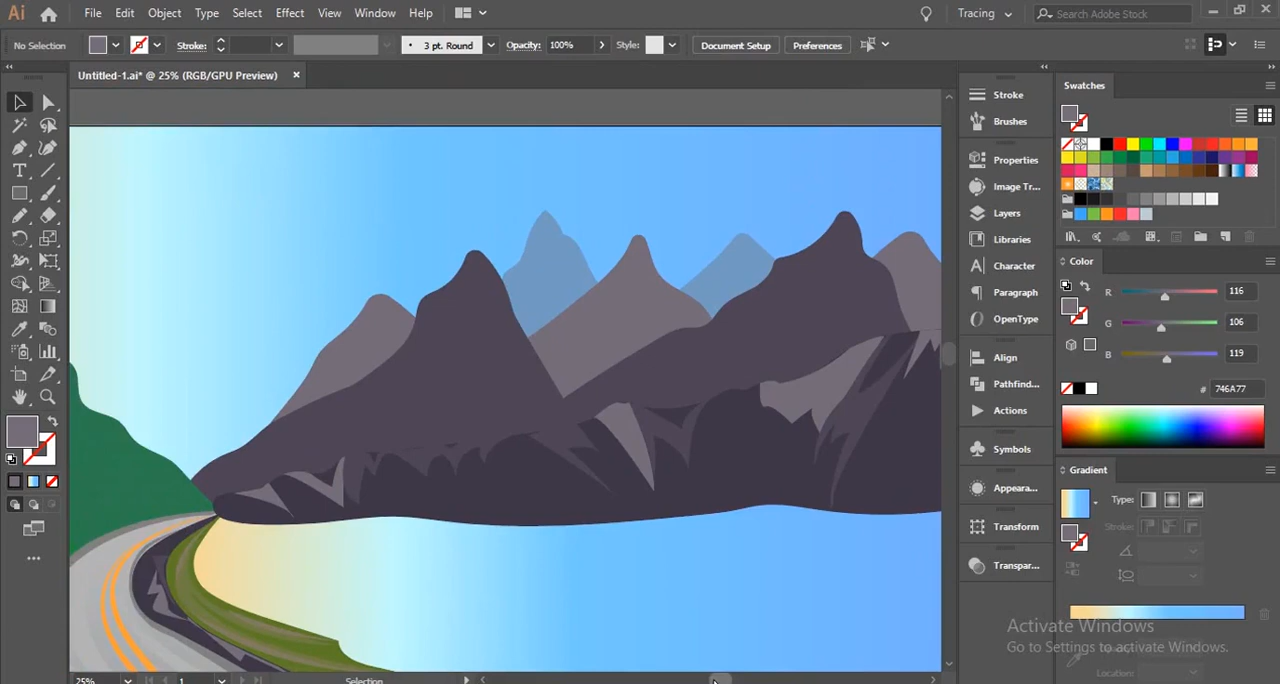 Ai File Edit Object Type Select Effect View Window Help Tracing Search Adobe Stock
No Selection Stroke: 3 pt. Round Opacity: 100% Style: Document Setup Preferences
Untitled-1.ai* @ 25% (RGB/GPU Preview)
Stroke
Brushes
Properties
Image Tr...
Layers
Libraries
Character
Paragraph
OpenType
Align
Pathfind...
Actions
Symbols
Appeara...
Transform
Transpar...
Swatches
Color
R 116
G 106
B 119
# 746A77
Gradient
Type:
Strokes:
Activate Windows
Go to Settings to activate Windows.
Location:
25% 1 Selection